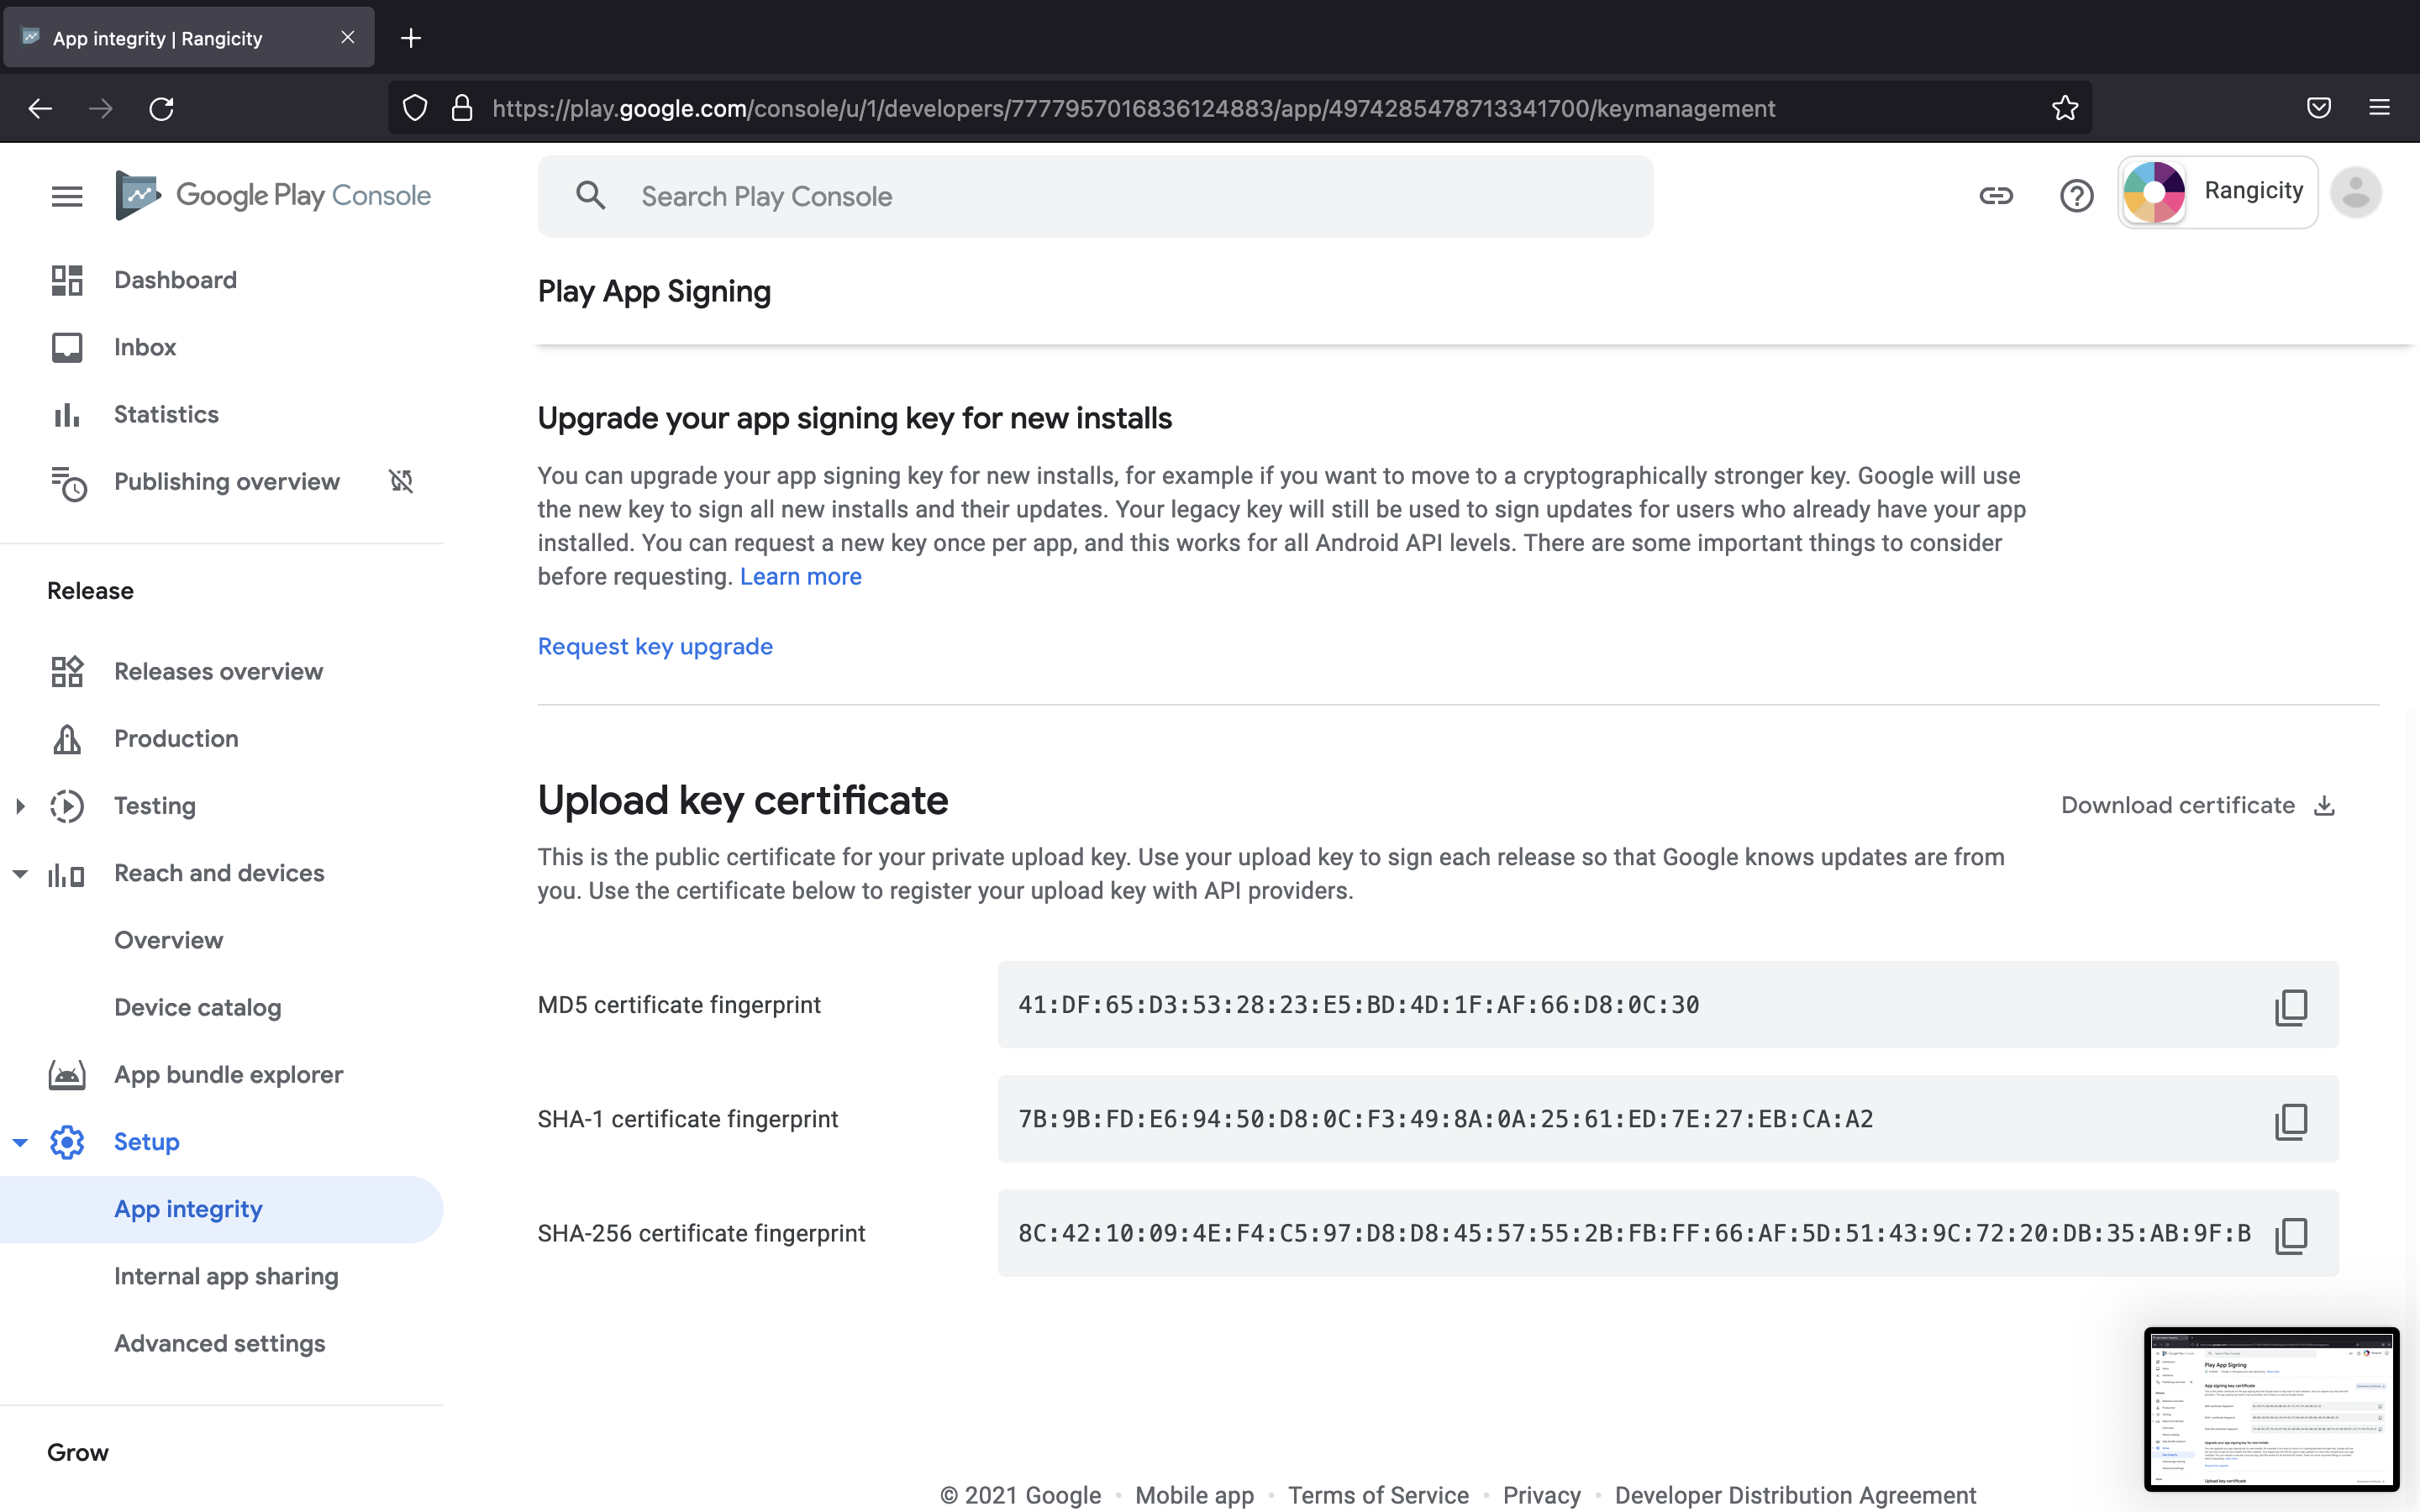 App integrity | Rangicity
https://play.google.com/console/u/1/developers/7777957016836124883/app/4974285478713341700/keymanagement
Google Play Console
Search Play Console
Rangicity
Dashboard
Inbox
Statistics
Publishing overview
Release
Releases overview
Production
Testing
Reach and devices
Overview
Device catalog
App bundle explorer
Setup
App integrity
Internal app sharing
Advanced settings
Grow
Play App Signing
Upgrade your app signing key for new installs
You can upgrade your app signing key for new installs, for example if you want to move to a cryptographically stronger key. Google will use
the new key to sign all new installs and their updates. Your legacy key will still be used to sign updates for users who already have your app
installed. You can request a new key once per app, and this works for all Android API levels. There are some important things to consider
before requesting. Learn more
Request key upgrade
Upload key certificate
Download certificate
This is the public certificate for your private upload key. Use your upload key to sign each release so that Google knows updates are from
you. Use the certificate below to register your upload key with API providers.
MD5 certificate fingerprint
41:DF:65:D3:53:28:23:E5:BD:4D:1F:AF:66:D8:0C:30
SHA-1 certificate fingerprint
7B:9B:FD:E6:94:50:D8:0C:F3:49:8A:0A:25:61:ED:7E:27:EB:CA:A2
SHA-256 certificate fingerprint
8C:42:10:09:4E:F4:C5:97:D8:D8:45:57:55:2B:FB:FF:66:AF:5D:51:43:9C:72:20:DB:35:AB:9F:B
Play App Signing
App signing key certificate
Upload key certificate
© 2021 Google • Mobile app • Terms of Service • Privacy • Developer Distribution Agreement